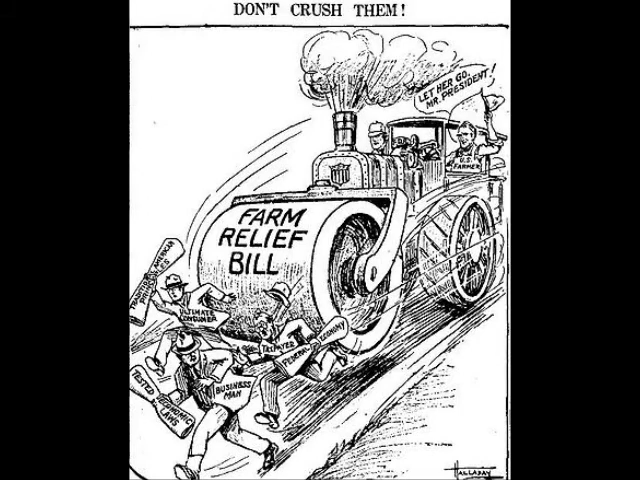 DON'T CRUSH THEM!
LET HER GO,
MR. PRESIDENT!
U.S.
FARMER
FARM
RELIEF
BILL
AMERICAN
ULTIMATE
CONSUMER
TAXPAYER
FEDERAL ECONOMY
BUSINESS
MAN
TESTED ECONOMIC
LAWS
HALLADAY